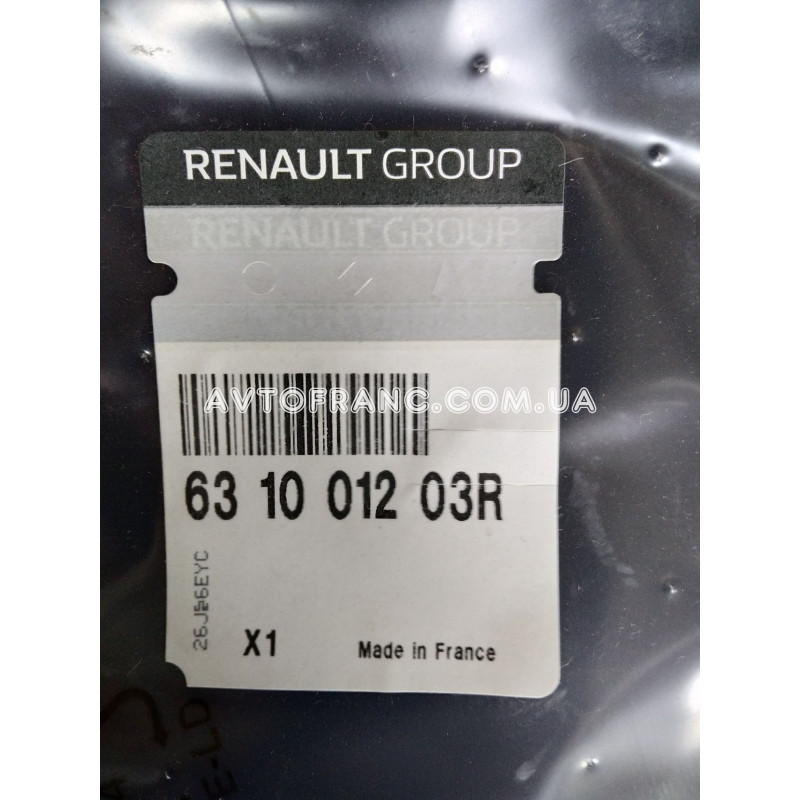 RENAULT GROUP
RENAULT GROUP
AVTOFRANC.COM.UA
63 10 012 03R
X1
Made in France